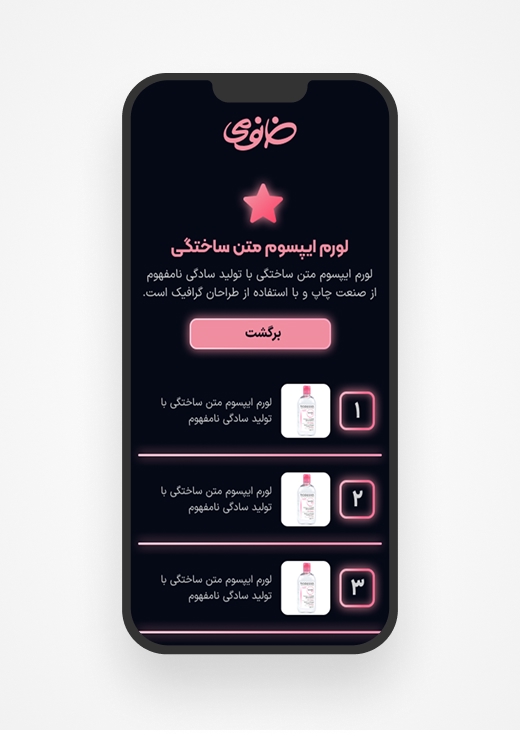 خانومی
لورم ایپسوم متن ساختگی
لورم ایپسوم متن ساختگی با تولید سادگی نامفهوم
از صنعت چاپ و با استفاده از طراحان گرافیک است.
برگشت
۱
لورم ایپسوم متن ساختگی با
تولید سادگی نامفهوم
۲
لورم ایپسوم متن ساختگی با
تولید سادگی نامفهوم
۳
لورم ایپسوم متن ساختگی با
تولید سادگی نامفهوم